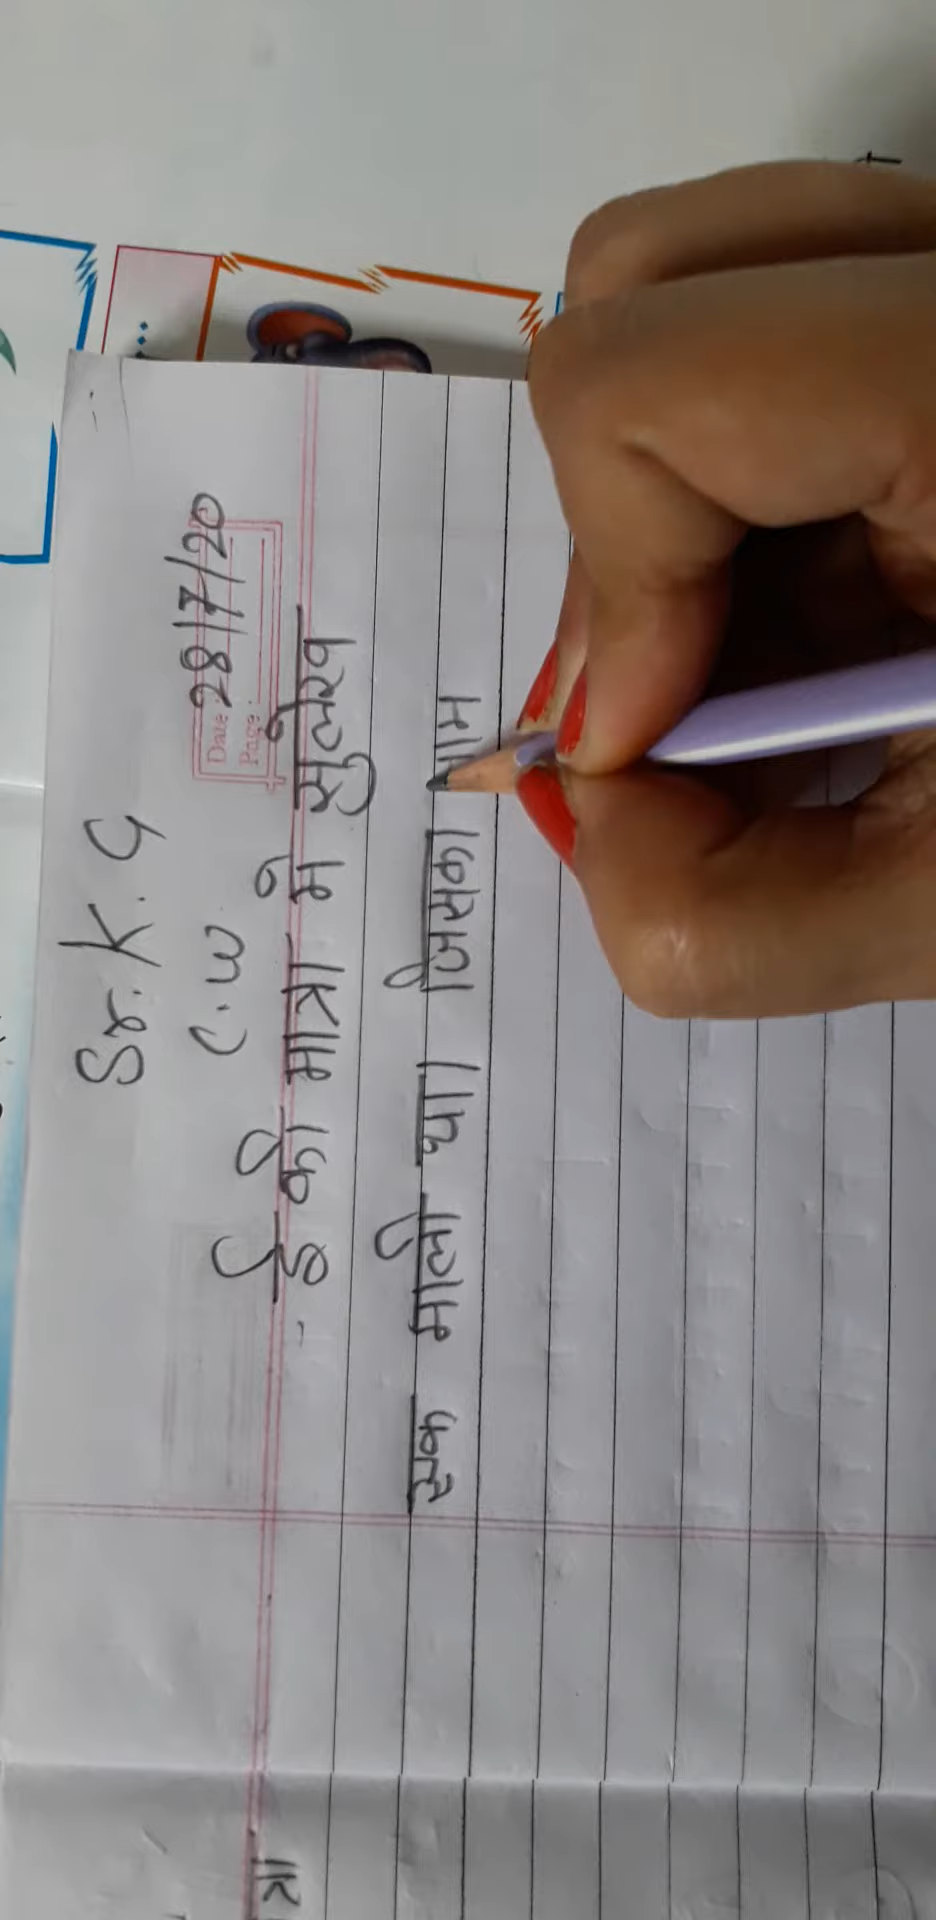 Sr. K. G
Date: 28/7/20
Page:
C.W
- ई की मात्रा मे सुलेख
एक माली था। जिसका नाम